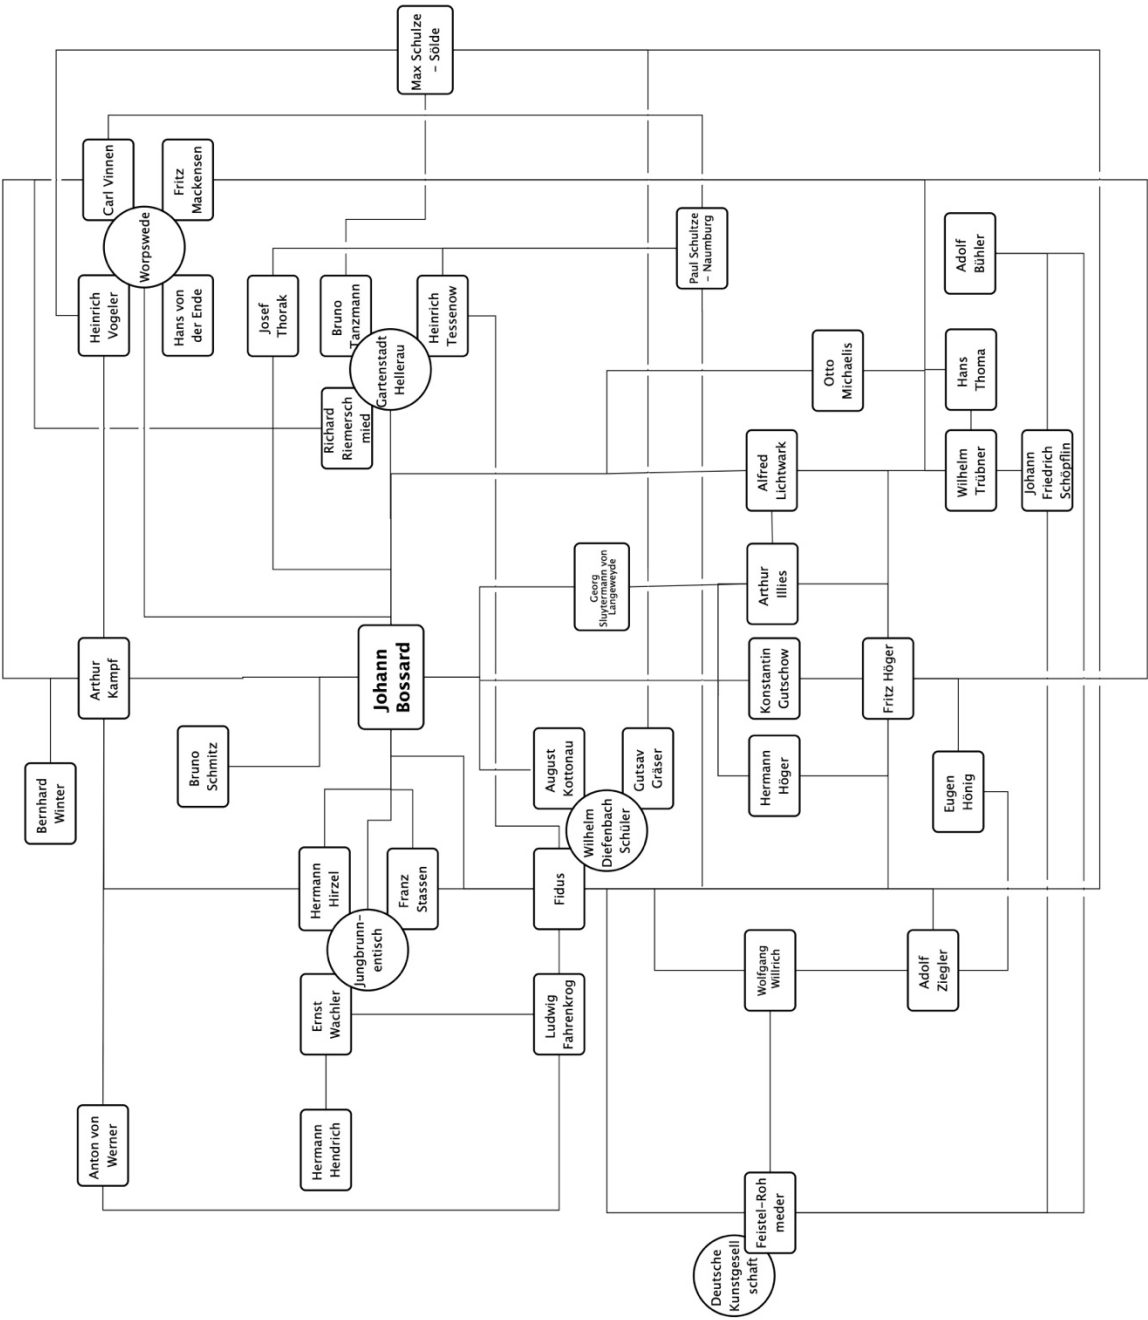 Max Schulze
– Sölde
Carl Vinnen
Fritz
Mackensen
Worpswede
Heinrich
Vogeler
Hans von
der Ende
Paul Schultze
– Naumburg
Adolf
Bühler
Josef
Thorak
Bruno
Tanzmann
Heinrich
Tessenow
Gartenstadt
Hellerau
Richard
Riemersch
mied
Otto
Michaelis
Hans
Thoma
Alfred
Lichtwark
Wilhelm
Trübner
Johann
Friedrich
Schöpflin
Georg
Sluytermann von
Langeweyde
Arthur
Illies
Arthur
Kampf
Johann
Bossard
Konstantin
Gutschow
Fritz Höger
Bernhard
Winter
Bruno
Schmitz
August
Kottonau
Gutsav
Gräser
Wilhelm
Diefenbach
Schüler
Hermann
Höger
Eugen
Hönig
Hermann
Hirzel
Franz
Stassen
Fidus
Jungbrunn–
entisch
Ernst
Wachler
Ludwig
Fahrenkrog
Wolfgang
Willrich
Adolf
Ziegler
Anton von
Werner
Hermann
Hendrich
Feistel–Roh
meder
Deutsche
Kunstgesell
schaft